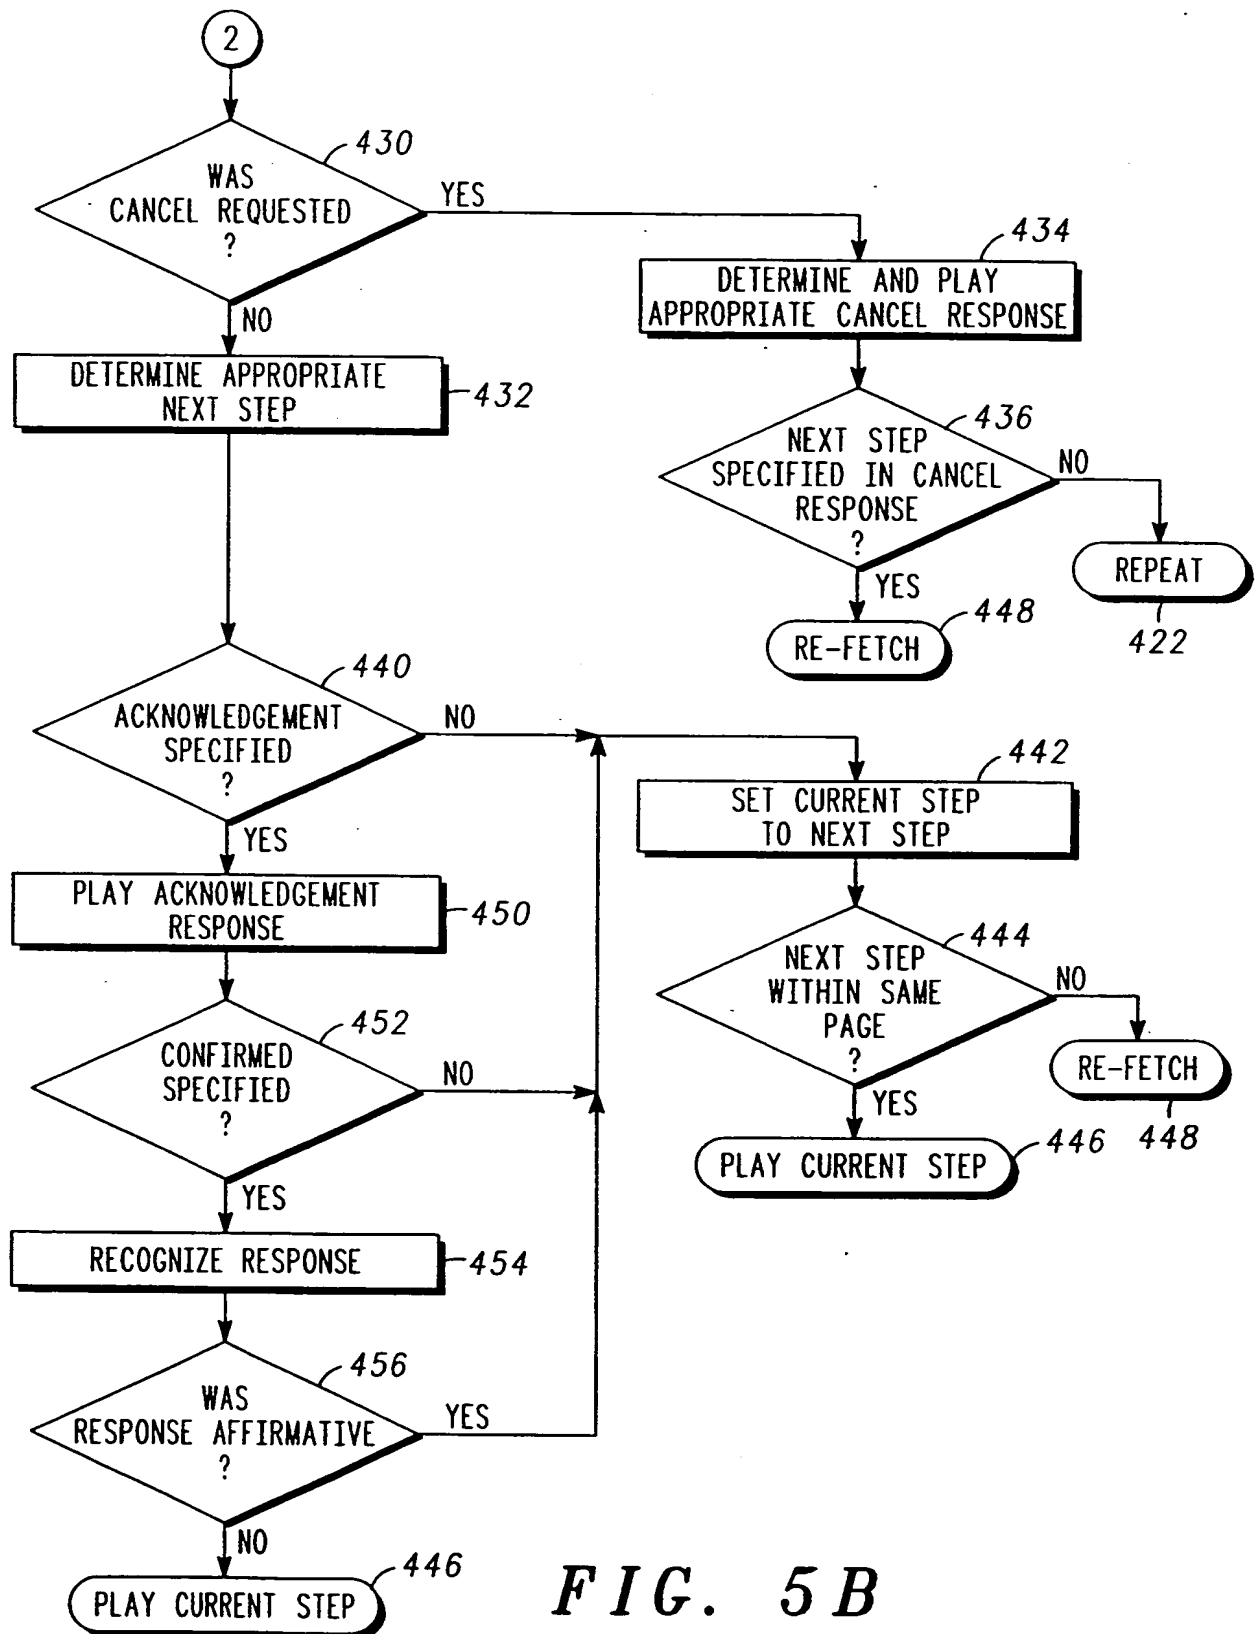 2
430
WAS
CANCEL REQUESTED
?
YES
NO
434
DETERMINE AND PLAY
APPROPRIATE CANCEL RESPONSE
DETERMINE APPROPRIATE
NEXT STEP
432
436
NEXT STEP
SPECIFIED IN CANCEL
RESPONSE
?
NO
YES
REPEAT
422
448
RE-FETCH
440
ACKNOWLEDGEMENT
SPECIFIED
?
NO
YES
442
SET CURRENT STEP
TO NEXT STEP
PLAY ACKNOWLEDGEMENT
RESPONSE
450
444
NEXT STEP
WITHIN SAME
PAGE
?
NO
YES
RE-FETCH
448
PLAY CURRENT STEP
446
452
CONFIRMED
SPECIFIED
?
NO
YES
RECOGNIZE RESPONSE
454
456
WAS
RESPONSE AFFIRMATIVE
?
YES
NO
446
PLAY CURRENT STEP
FIG. 5B